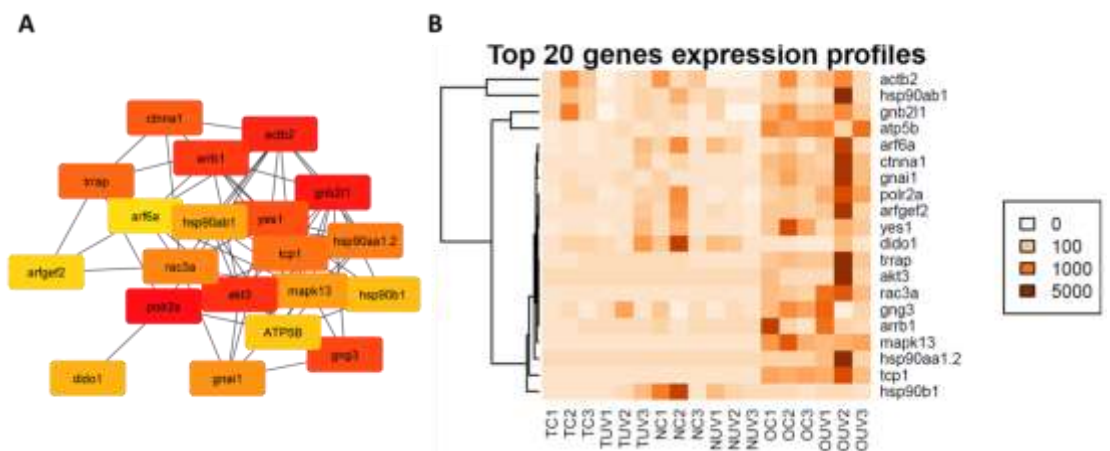 A
ctnna1
actb2
arrb1
trrap
gnb2l1
arf6a
hsp90ab1
yes1
hsp90aa1.2
tcp1
arfgef2
rac3a
akt3
mapk13
hsp90b1
polr2a
ATP5B
gng3
dido1
gnai1
B
Top 20 genes expression profiles
actb2
hsp90ab1
gnb2l1
atp5b
arf6a
ctnna1
gnai1
polr2a
arfgef2
yes1
dido1
trrap
akt3
rac3a
gng3
arrb1
mapk13
hsp90aa1.2
tcp1
hsp90b1
TC1
TC2
TC3
TUV1
TUV2
TUV3
NC1
NC2
NC3
NUV1
NUV2
NUV3
OC1
OC2
OC3
OUV1
OUV2
OUV3
0
100
1000
5000